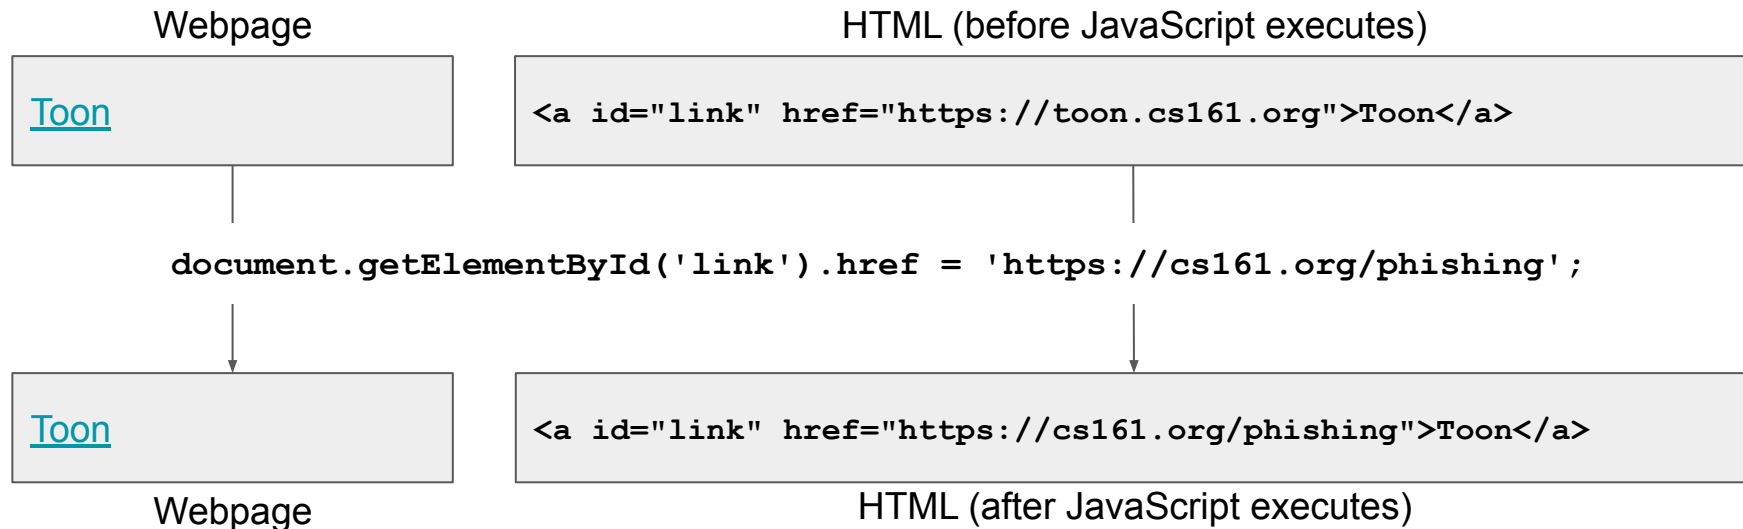 Webpage
HTML (before JavaScript executes)
Toon
<a id="link" href="https://toon.cs161.org">Toon</a>
document.getElementById('link').href = 'https://cs161.org/phishing';
Toon
<a id="link" href="https://cs161.org/phishing">Toon</a>
Webpage
HTML (after JavaScript executes)